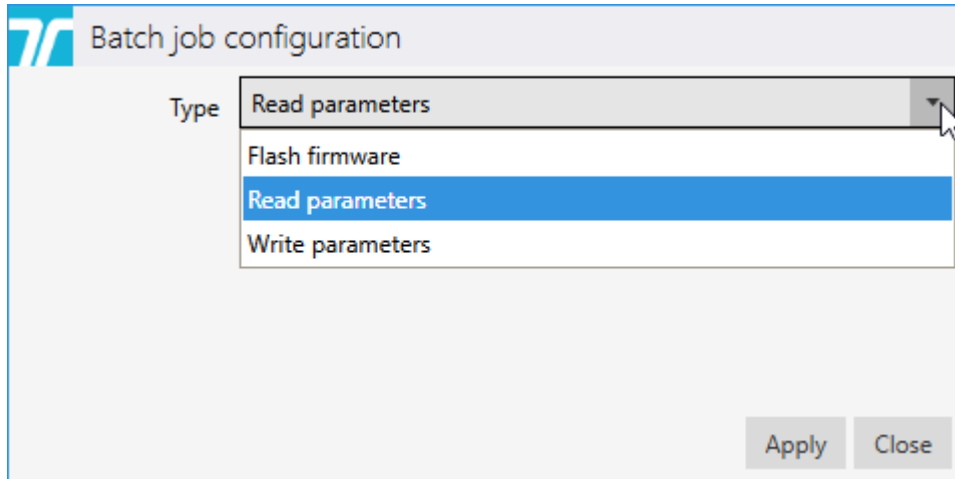 Batch job configuration
Type Read parameters
Flash firmware
Read parameters
Write parameters
Apply Close